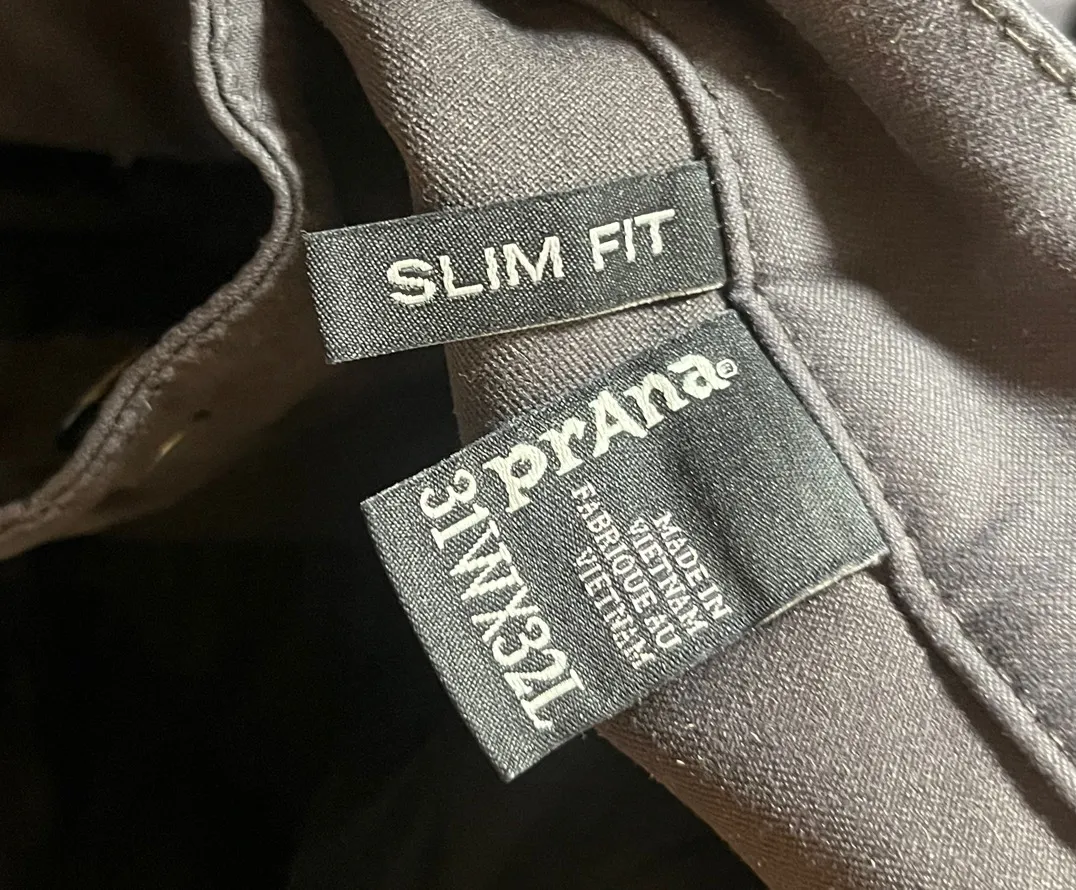 SLIM FIT
prAna®
31WX32L
MADE IN
VIETNAM
FABRIQUE AU
VIETNAM